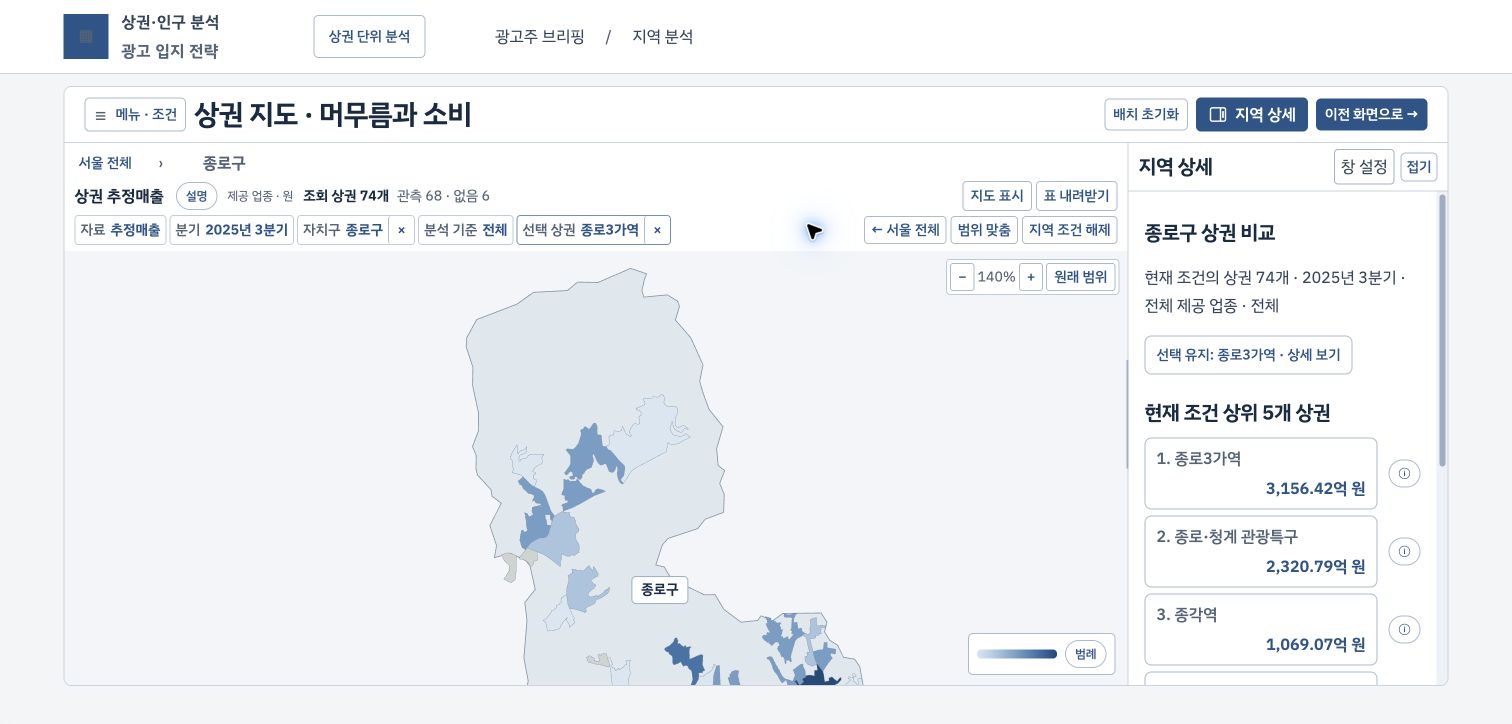 상권·인구 분석
광고 입지 전략
상권 단위 분석
광고주 브리핑 / 지역 분석
≡ 메뉴 · 조건
상권 지도 · 머무름과 소비
배치 초기화
지역 상세
이전 화면으로 →
서울 전체 › 종로구
상권 추정매출 설명 제공 업종 · 원 조회 상권 74개 관측 68 · 없음 6
지도 표시 표 내려받기
자료 추정매출 분기 2025년 3분기 자치구 종로구 × 분석 기준 전체 선택 상권 종로3가역 ×
← 서울 전체 범위 맞춤 지역 조건 해제
− 140% + 원래 범위
종로구
범례
지역 상세 창 설정 접기
종로구 상권 비교
현재 조건의 상권 74개 · 2025년 3분기 ·
전체 제공 업종 · 전체
선택 유지: 종로3가역 · 상세 보기
현재 조건 상위 5개 상권
1. 종로3가역
3,156.42억 원
2. 종로·청계 관광특구
2,320.79억 원
3. 종각역
1,069.07억 원